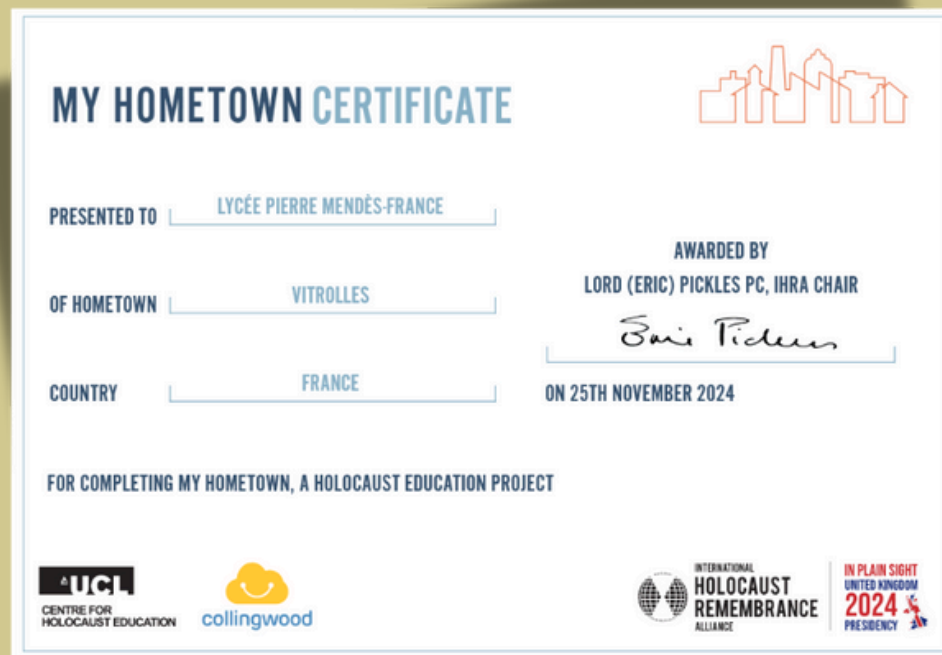 MY HOMETOWN CERTIFICATE
PRESENTED TO LYCÉE PIERRE MENDÈS-FRANCE
OF HOMETOWN VITROLLES
COUNTRY FRANCE
AWARDED BY
LORD (ERIC) PICKLES PC, IHRA CHAIR
Eric Pickles
ON 25TH NOVEMBER 2024
FOR COMPLETING MY HOMETOWN, A HOLOCAUST EDUCATION PROJECT
UCL
CENTRE FOR
HOLOCAUST EDUCATION
collingwood
INTERNATIONAL
HOLOCAUST
REMEMBRANCE
ALLIANCE
IN PLAIN SIGHT
UNITED KINGDOM
2024
PRESIDENCY